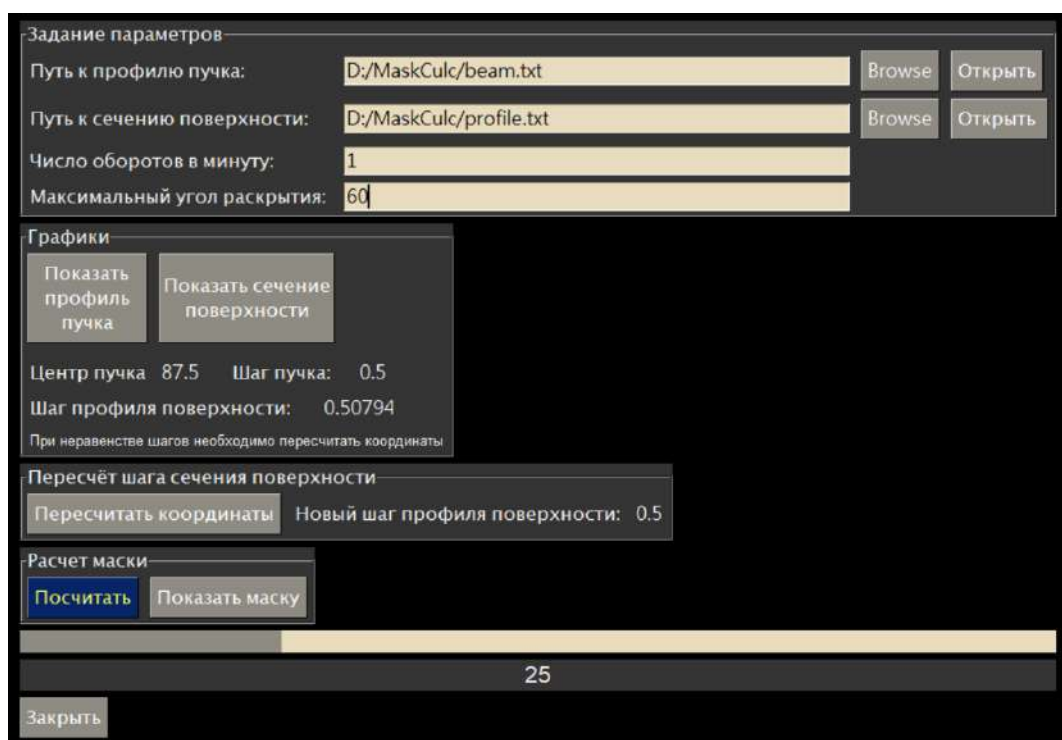 Задание параметров
Путь к профилю пучка: D:/MaskCulc/beam.txt Browse Открыть
Путь к сечению поверхности: D:/MaskCulc/profile.txt Browse Открыть
Число оборотов в минуту: 1
Максимальный угол раскрытия: 60
Графики
Показать
профиль
пучка
Показать сечение
поверхности
Центр пучка 87.5 Шаг пучка: 0.5
Шаг профиля поверхности: 0.50794
При неравенстве шагов необходимо пересчитать координаты
Пересчёт шага сечения поверхности
Пересчитать координаты Новый шаг профиля поверхности: 0.5
Расчет маски
Посчитать Показать маску
25
Закрыть